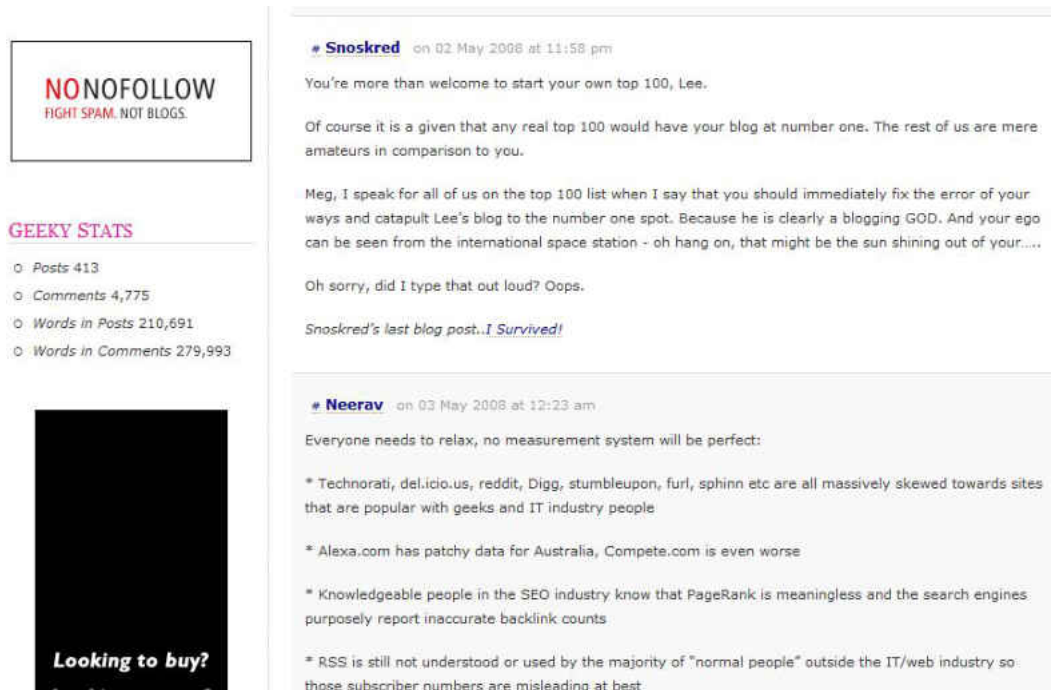 NONOFOLLOW
FIGHT SPAM. NOT BLOGS.
GEEKY STATS
Posts 413
Comments 4,775
Words in Posts 210,691
Words in Comments 279,993
Looking to buy?
# Snoskred on 02 May 2008 at 11:58 pm
You're more than welcome to start your own top 100, Lee.
Of course it is a given that any real top 100 would have your blog at number one. The rest of us are mere
amateurs in comparison to you.
Meg, I speak for all of us on the top 100 list when I say that you should immediately fix the error of your
ways and catapult Lee's blog to the number one spot. Because he is clearly a blogging GOD. And your ego
can be seen from the international space station - oh hang on, that might be the sun shining out of your.....
Oh sorry, did I type that out loud? Oops.
Snoskred's last blog post..I Survived!
# Neerav on 03 May 2008 at 12:23 am
Everyone needs to relax, no measurement system will be perfect:
* Technorati, del.icio.us, reddit, Digg, stumbleupon, furl, sphinn etc are all massively skewed towards sites
that are popular with geeks and IT industry people
* Alexa.com has patchy data for Australia, Compete.com is even worse
* Knowledgeable people in the SEO industry know that PageRank is meaningless and the search engines
purposely report inaccurate backlink counts
* RSS is still not understood or used by the majority of "normal people" outside the IT/web industry so
those subscriber numbers are misleading at best